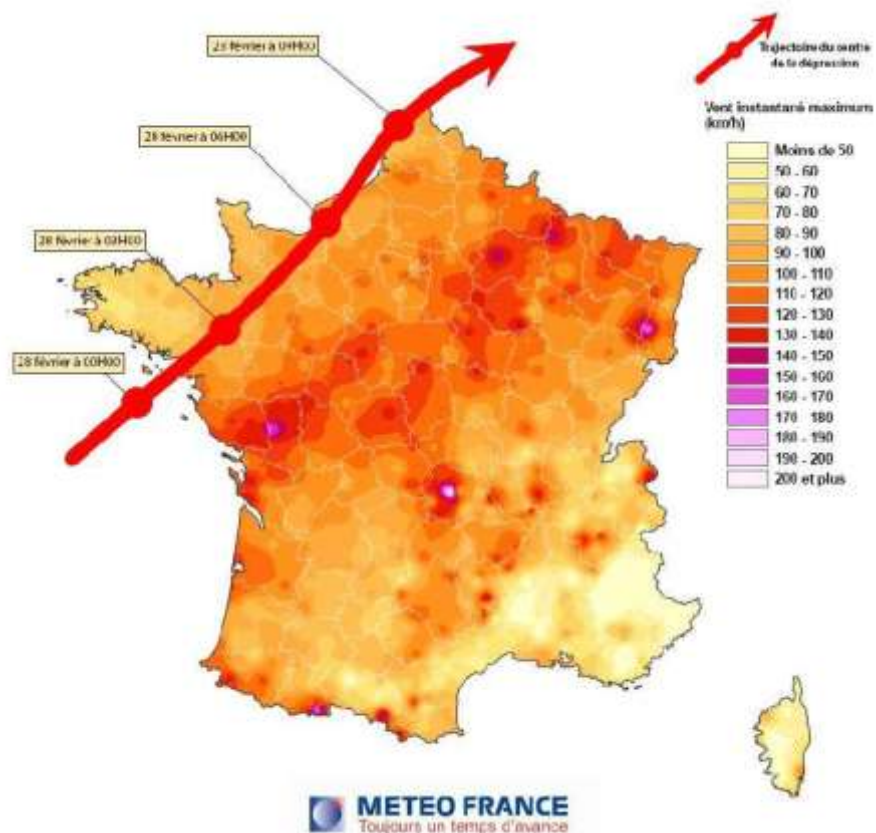 28 février à 09H00
28 février à 06H00
28 février à 03H00
28 février à 00H00
Trajectoire du centre
de la dépression
Vent instantané maximum
(km/h)
Moins de 50
50 - 60
60 - 70
70 - 80
80 - 90
90 - 100
100 - 110
110 - 120
120 - 130
130 - 140
140 - 150
150 - 160
160 - 170
170 - 180
180 - 190
190 - 200
200 et plus
METEO FRANCE
Toujours un temps d'avance